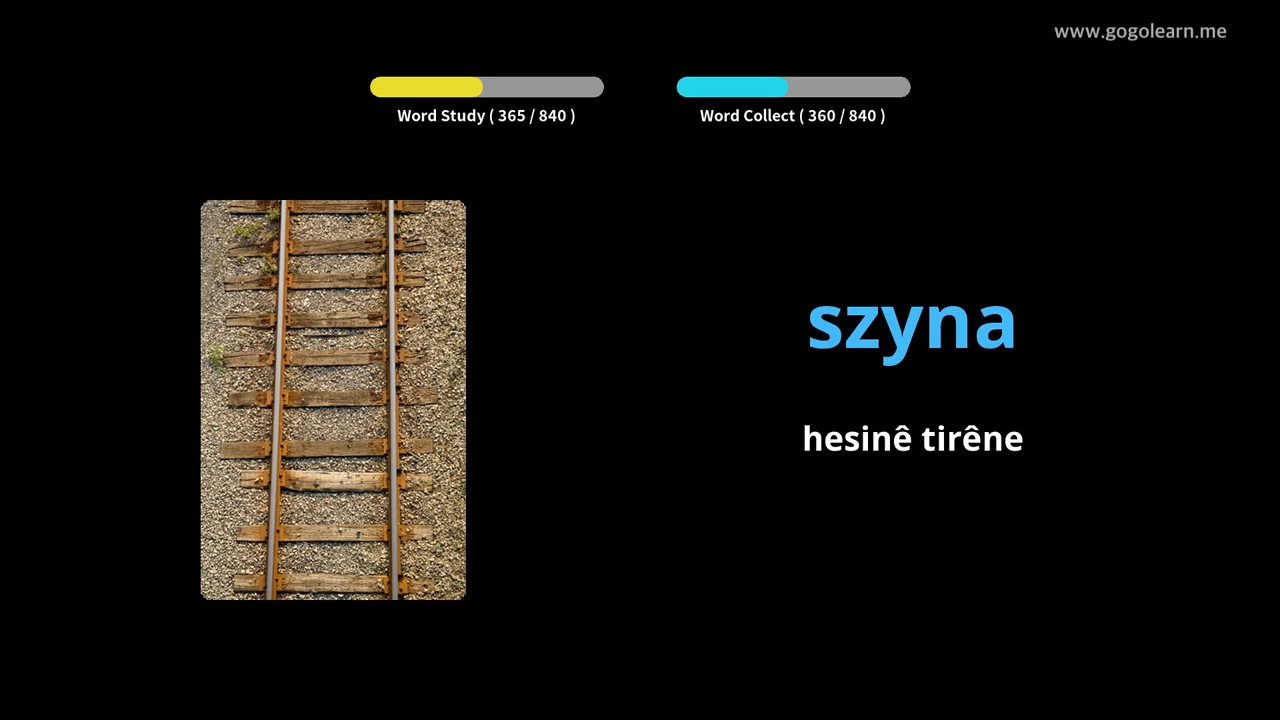 www.gogolearn.me
Word Study ( 365 / 840 )
Word Collect ( 360 / 840 )
szyna
hesinê tirêne